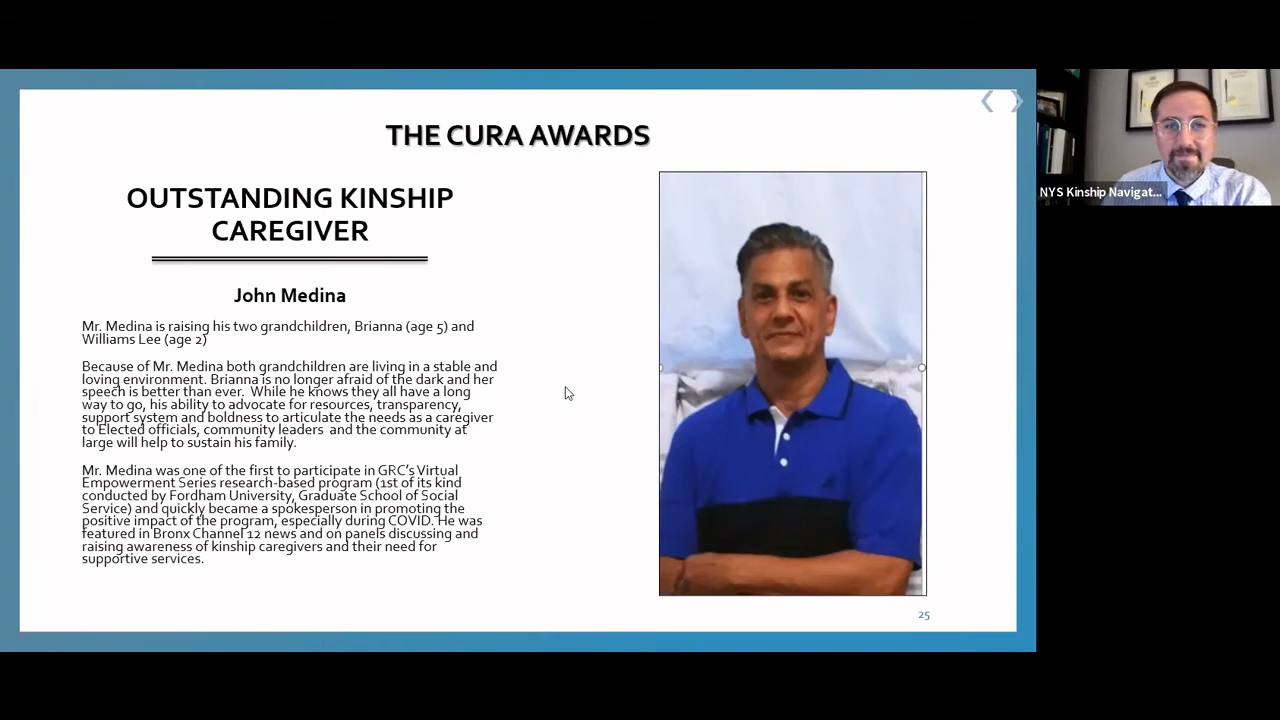 THE CURA AWARDS
OUTSTANDING KINSHIP
CAREGIVER
John Medina
Mr. Medina is raising his two grandchildren, Brianna (age 5) and
Williams Lee (age 2)
Because of Mr. Medina both grandchildren are living in a stable and
loving environment. Brianna is no longer afraid of the dark and her
speech is better than ever. While he knows they all have a long
way to go, his ability to advocate for resources, transparency,
support system and boldness to articulate the needs as a caregiver
to Elected officials, community leaders and the community at
large will help to sustain his family.
Mr. Medina was one of the first to participate in GRC's Virtual
Empowerment Series research-based program (1st of its kind
conducted by Fordham University, Graduate School of Social
Service) and quickly became a spokesperson in promoting the
positive impact of the program, especially during COVID. He was
featured in Bronx Channel 12 news and on panels discussing and
raising awareness of kinship caregivers and their need for
supportive services.
25
NYS Kinship Navigat...